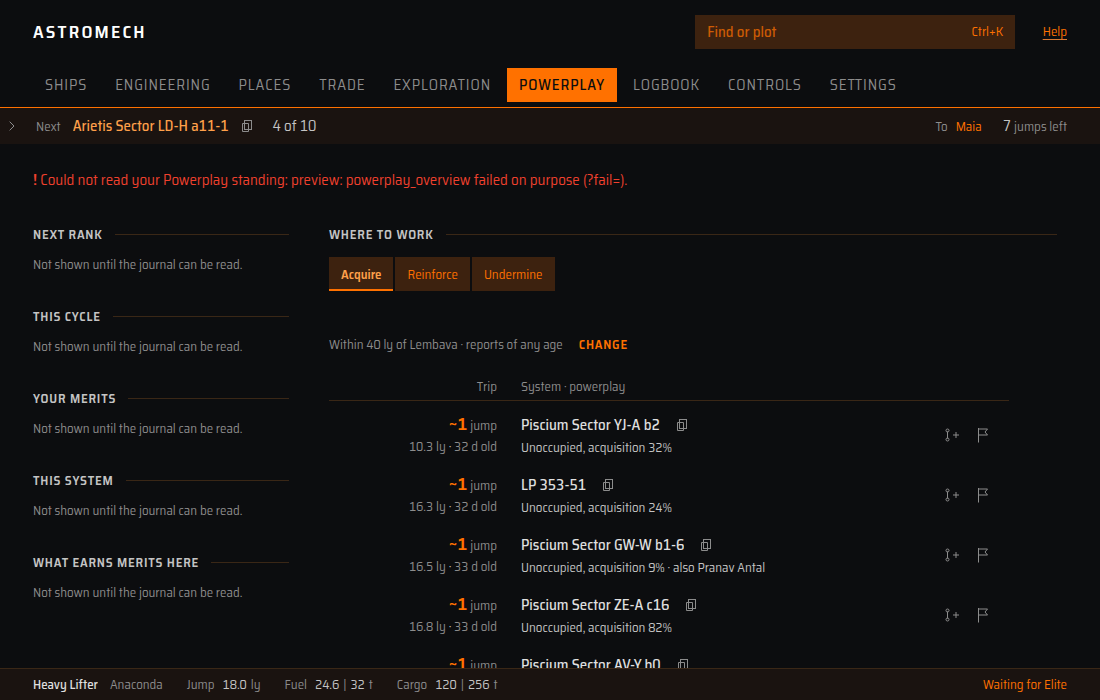 ASTROMECH
Find or plot Ctrl+K
Help
SHIPS ENGINEERING PLACES TRADE EXPLORATION POWERPLAY LOGBOOK CONTROLS SETTINGS
Next Arietis Sector LD-H a11-1 4 of 10
To Maia 7 jumps left
! Could not read your Powerplay standing: preview: powerplay_overview failed on purpose (?fail=).
NEXT RANK
Not shown until the journal can be read.
THIS CYCLE
Not shown until the journal can be read.
YOUR MERITS
Not shown until the journal can be read.
THIS SYSTEM
Not shown until the journal can be read.
WHAT EARNS MERITS HERE
Not shown until the journal can be read.
WHERE TO WORK
Acquire Reinforce Undermine
Within 40 ly of Lembava · reports of any age CHANGE
Trip System · powerplay
~1 jump Piscium Sector YJ-A b2
10.3 ly · 32 d old Unoccupied, acquisition 32%
~1 jump LP 353-51
16.3 ly · 32 d old Unoccupied, acquisition 24%
~1 jump Piscium Sector GW-W b1-6
16.5 ly · 33 d old Unoccupied, acquisition 9% · also Pranav Antal
~1 jump Piscium Sector ZE-A c16
16.8 ly · 33 d old Unoccupied, acquisition 82%
~1 jump Piscium Sector AV-Y b0
Heavy Lifter Anaconda Jump 18.0 ly Fuel 24.6 | 32 t Cargo 120 | 256 t
Waiting for Elite